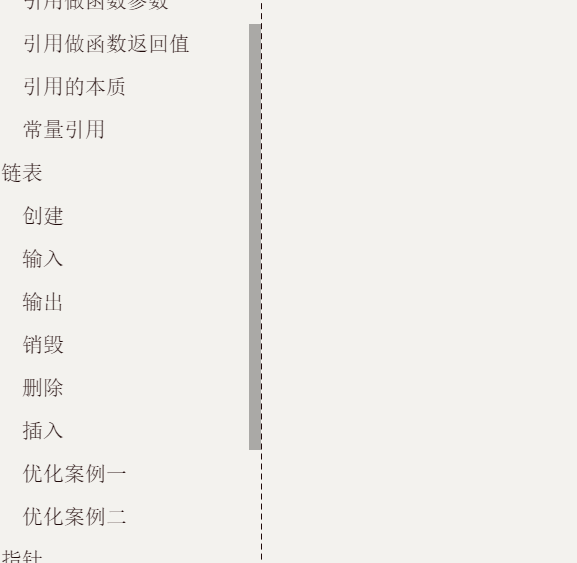 引用做函数参数
引用做函数返回值
引用的本质
常量引用
链表
创建
输入
输出
销毁
删除
插入
优化案例一
优化案例二
指针